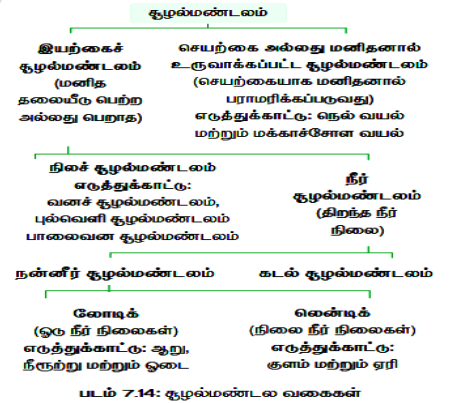 சூழல்மண்டலம்
இயற்கைச்
சூழல்மண்டலம்
(மனித
தலையீடு பெற்ற
அல்லது பெறாத)
செயற்கை அல்லது மனிதனால்
உருவாக்கப்பட்ட சூழல்மண்டலம்
(செயற்கையாக மனிதனால்
பராமரிக்கப்படுவது)
எடுத்துக்காட்டு: நெல் வயல்
மற்றும் மக்காச்சோள வயல்
நிலச் சூழல்மண்டலம்
எடுத்துக்காட்டு:
வனச் சூழல்மண்டலம்,
புல்வெளி சூழல்மண்டலம்
பாலைவன சூழல்மண்டலம்
நீர்
சூழல்மண்டலம்
(திறந்த நீர்
நிலை)
நன்னீர் சூழல்மண்டலம்
கடல் சூழல்மண்டலம்
லோடிக்
(ஓடு நீர் நிலைகள்)
எடுத்துக்காட்டு: ஆறு,
நீரூற்று மற்றும் ஓடை
லென்டிக்
(நிலை நீர் நிலைகள்)
எடுத்துக்காட்டு:
குளம் மற்றும் ஏரி
படம் 7.14: சூழல்மண்டல வகைகள்